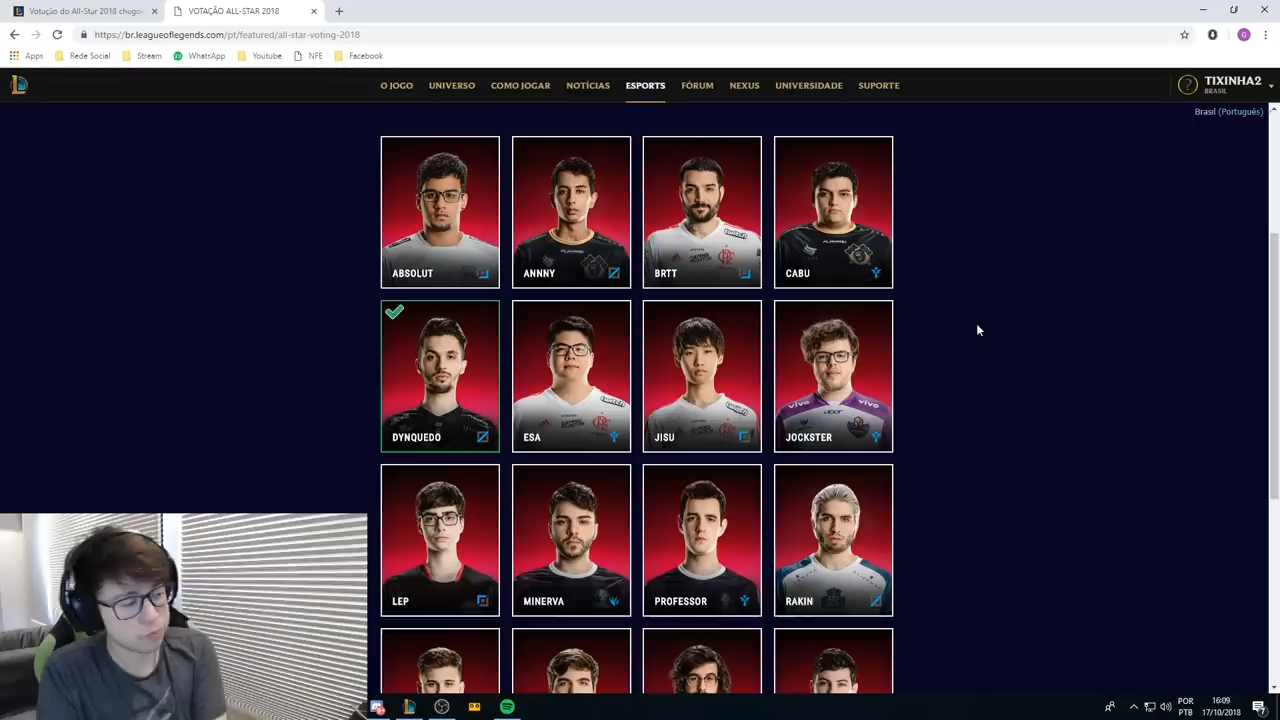 Votação do All-Star 2018 chego
VOTAÇÃO ALL-STAR 2018
https://br.leagueoflegends.com/pt/featured/all-star-voting-2018
Apps
Rede Social
Stream
WhatsApp
Youtube
NFE
Facebook
O JOGO
UNIVERSO
COMO JOGAR
NOTÍCIAS
ESPORTS
FÓRUM
NEXUS
UNIVERSIDADE
SUPORTE
TIXINHA2
BRASIL
Brasil (Português)
ABSOLUT
ANNNY
BRTT
CABU
DYNQUEDO
ESA
JISU
JOCKSTER
LEP
MINERVA
PROFESSOR
RAKIN
POR
PTB
16:09
17/10/2018